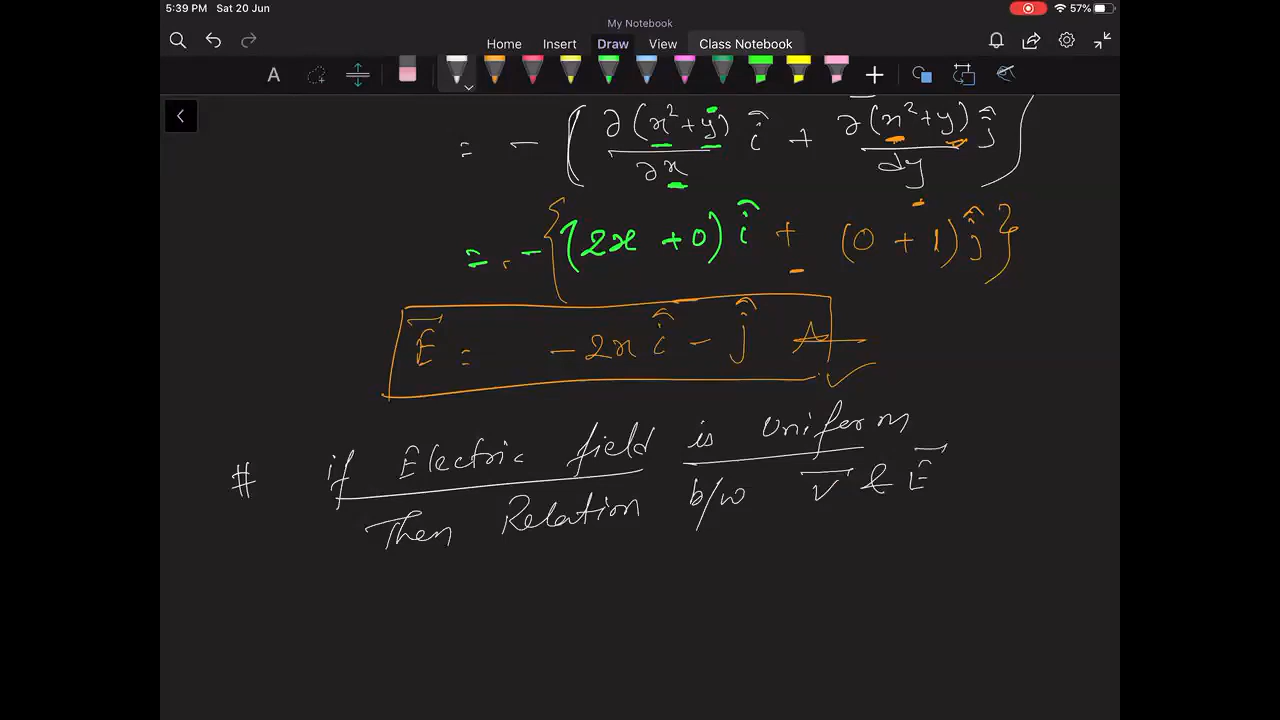 5:39 PM Sat 20 Jun
57%
My Notebook
Home Insert Draw View Class Notebook
A
= - ( ∂(x²+y)/∂x î + ∂(x²+y)/dy ĵ )
= - { (2x + 0) î + (0 + 1) ĵ }
E⃗ = - 2x î - ĵ A
# if Electric field is Uniform
Then Relation b/w V⃗ & E⃗